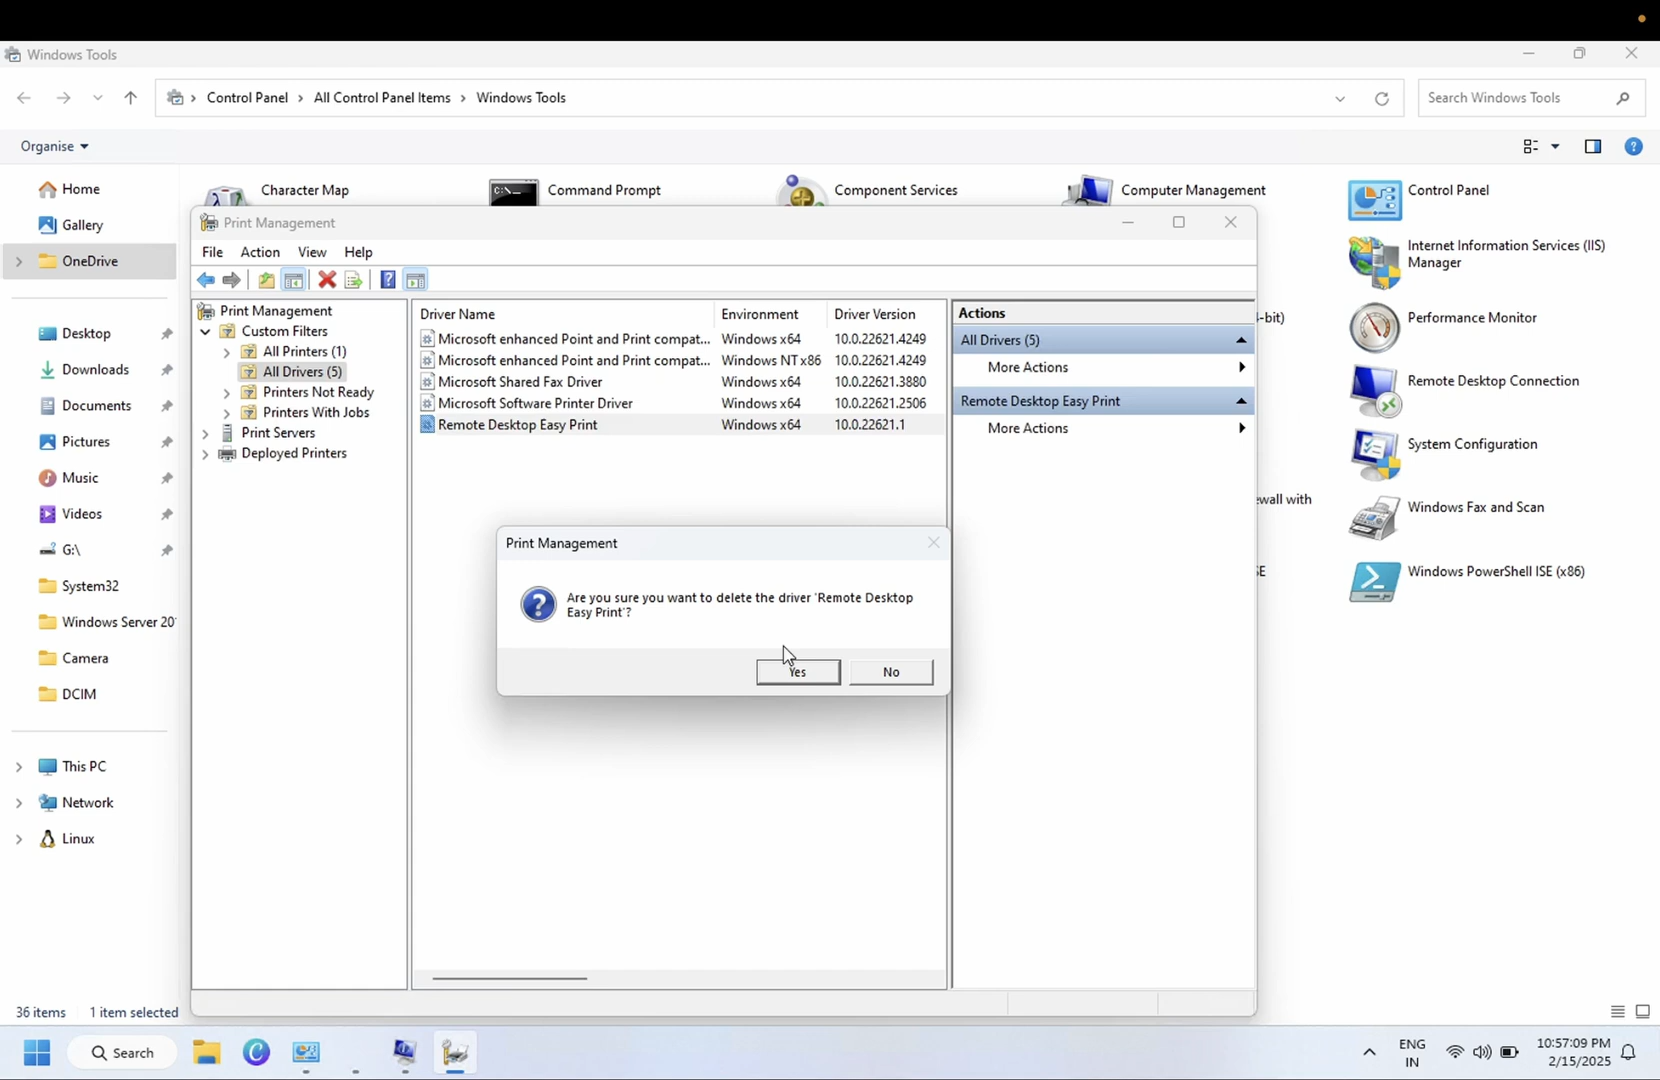 Windows Tools
Control Panel > All Control Panel Items > Windows Tools
Search Windows Tools
Organise
Home
Gallery
OneDrive
Desktop
Downloads
Documents
Pictures
Music
Videos
G:\
System32
Windows Server 20
Camera
DCIM
This PC
Network
Linux
Character Map
Command Prompt
Component Services
Computer Management
Control Panel
Internet Information Services (IIS)
Manager
-bit)
Performance Monitor
Remote Desktop Connection
System Configuration
ewall with
Windows Fax and Scan
Windows PowerShell ISE (x86)
Print Management
File Action View Help
Print Management
Custom Filters
All Printers (1)
All Drivers (5)
Printers Not Ready
Printers With Jobs
Print Servers
Deployed Printers
Driver Name Environment Driver Version
Microsoft enhanced Point and Print compat... Windows x64 10.0.22621.4249
Microsoft enhanced Point and Print compat... Windows NT x86 10.0.22621.4249
Microsoft Shared Fax Driver Windows x64 10.0.22621.3880
Microsoft Software Printer Driver Windows x64 10.0.22621.2506
Remote Desktop Easy Print Windows x64 10.0.22621.1
Actions
All Drivers (5)
More Actions
Remote Desktop Easy Print
More Actions
Print Management
Are you sure you want to delete the driver 'Remote Desktop
Easy Print'?
Yes No
36 items 1 item selected
Search
ENG
IN
10:57:09 PM
2/15/2025